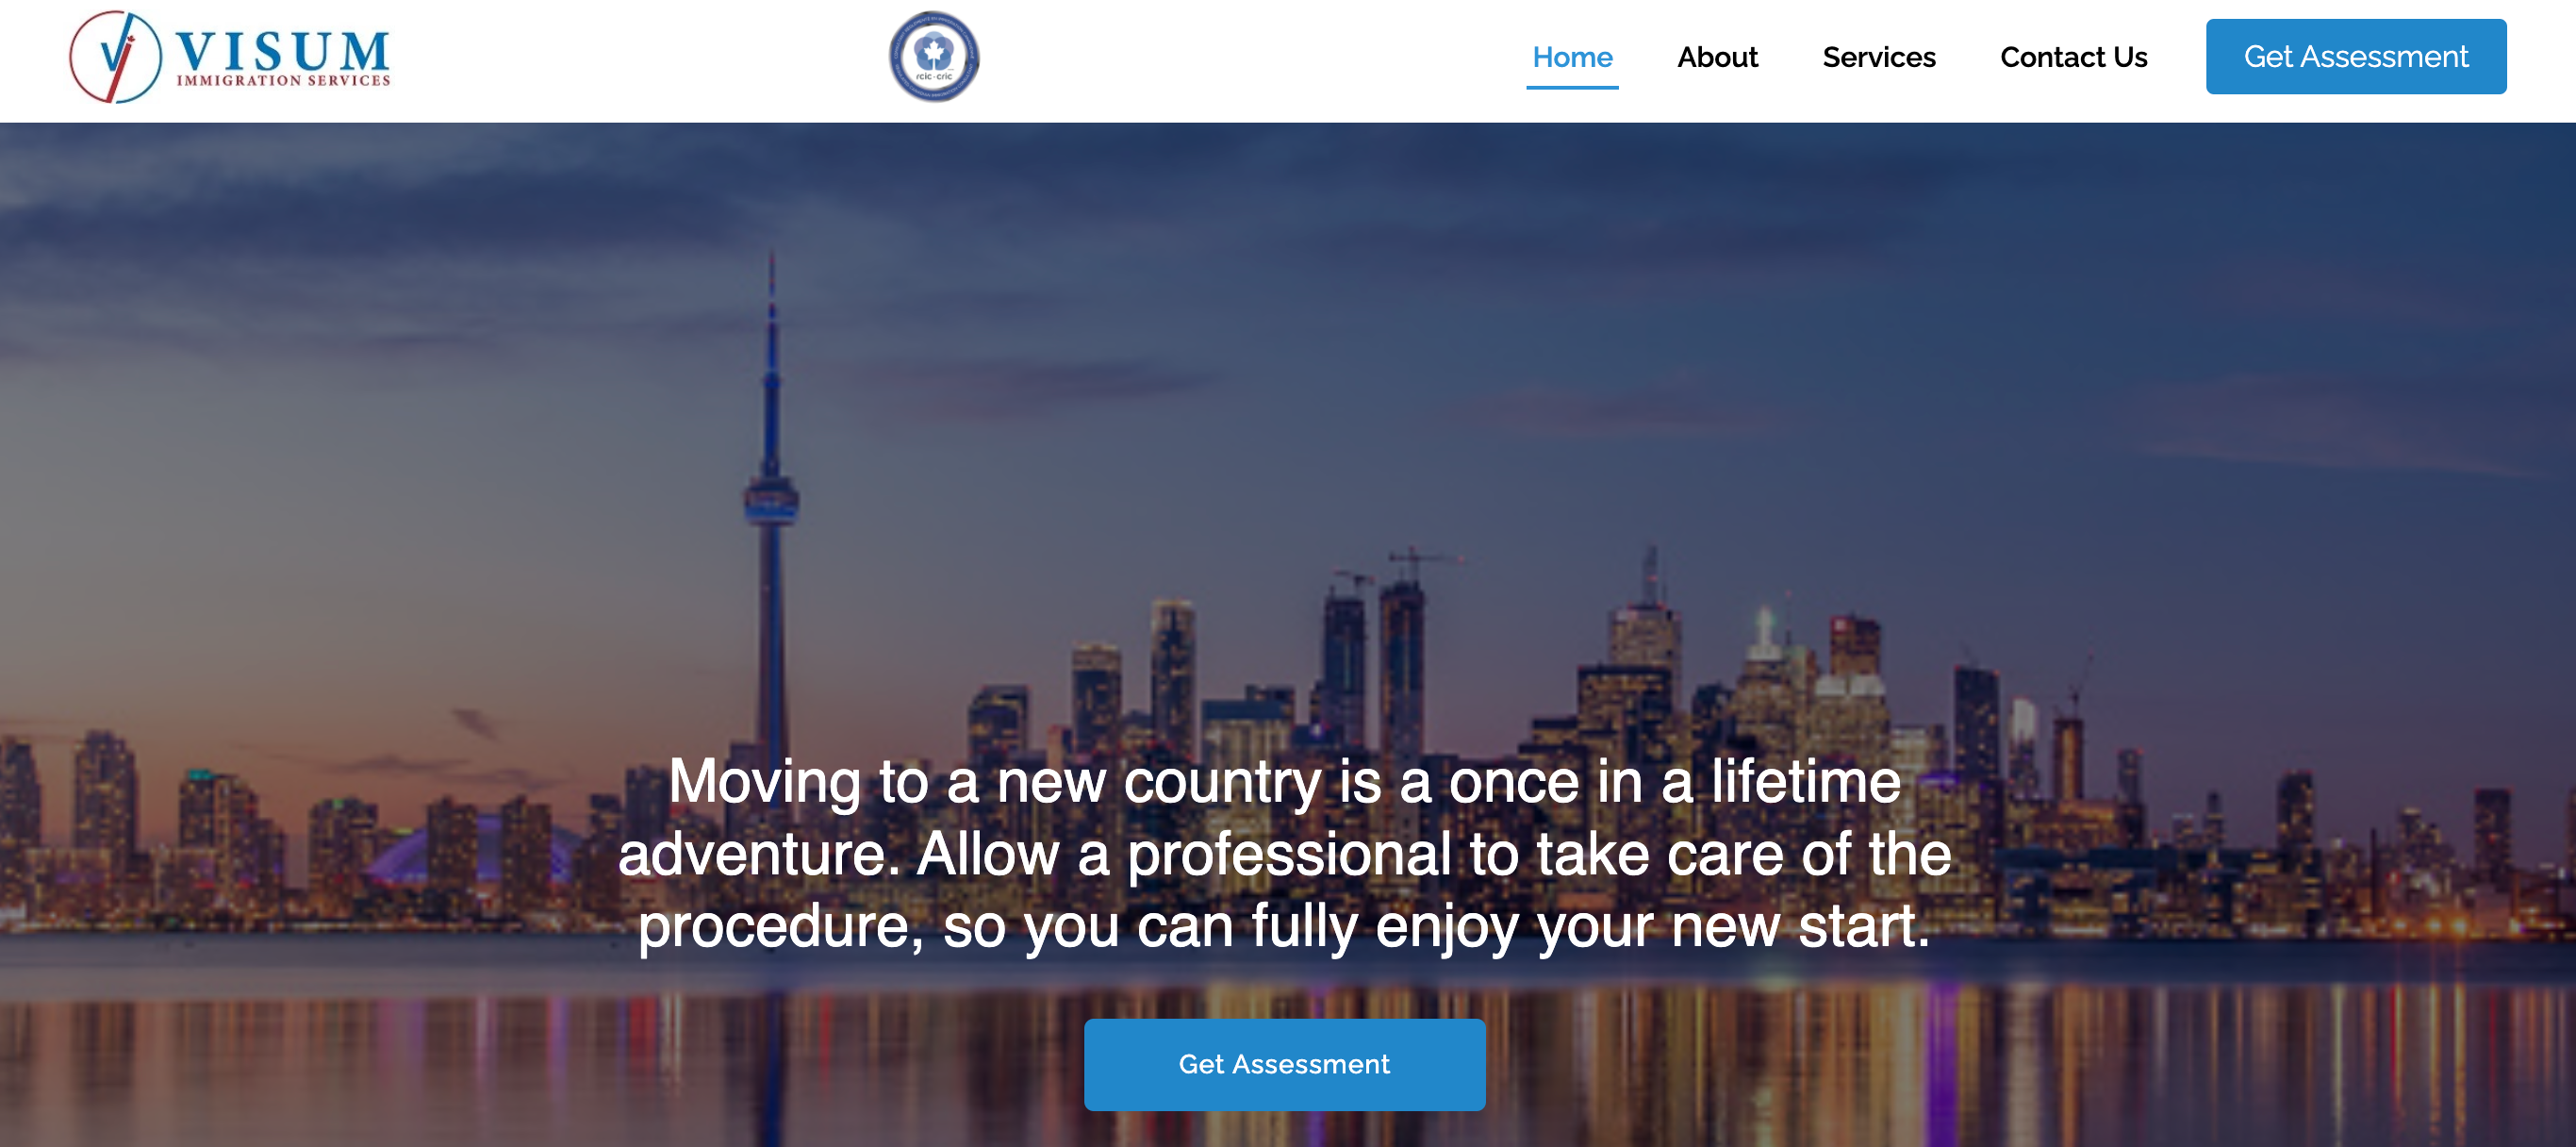 VISUM
IMMIGRATION SERVICES
rcic·cric
Home
About
Services
Contact Us
Get Assessment
Moving to a new country is a once in a lifetime
adventure. Allow a professional to take care of the
procedure, so you can fully enjoy your new start.
Get Assessment